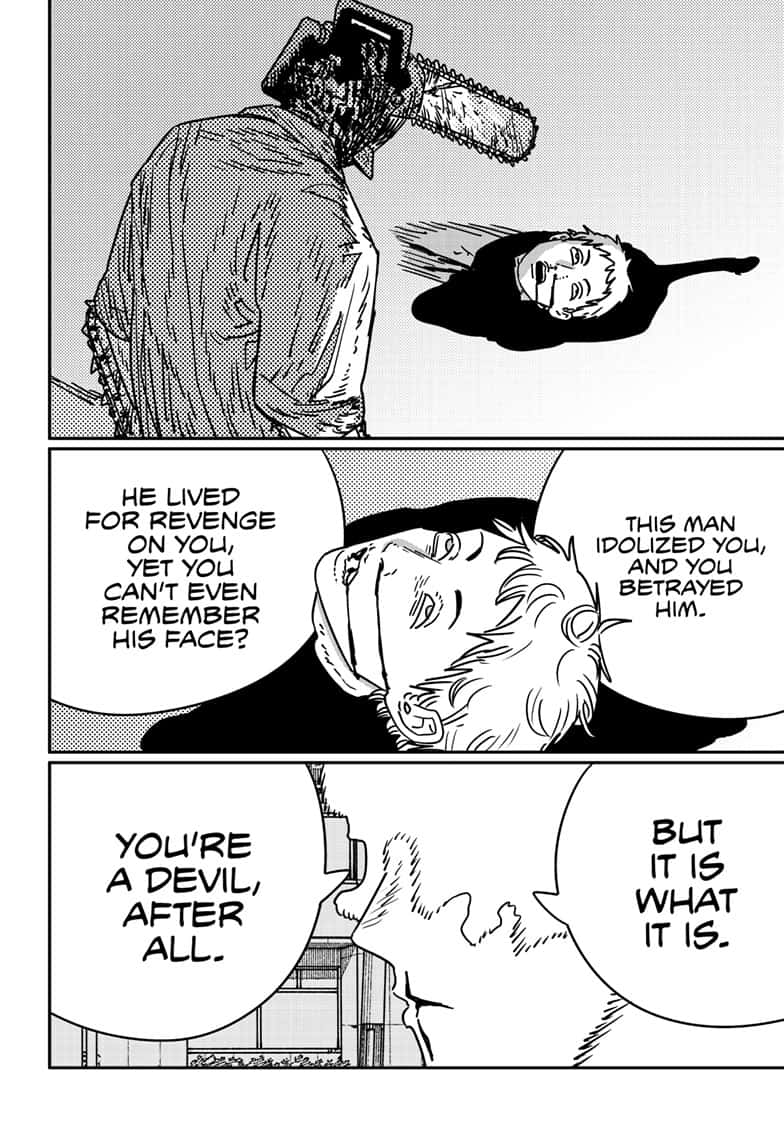 THIS MAN
IDOLIZED YOU,
AND YOU
BETRAYED
HIM.
HE LIVED
FOR REVENGE
ON YOU,
YET YOU
CAN'T EVEN
REMEMBER
HIS FACE?
BUT
IT IS
WHAT
IT IS.
YOU'RE
A DEVIL,
AFTER
ALL.